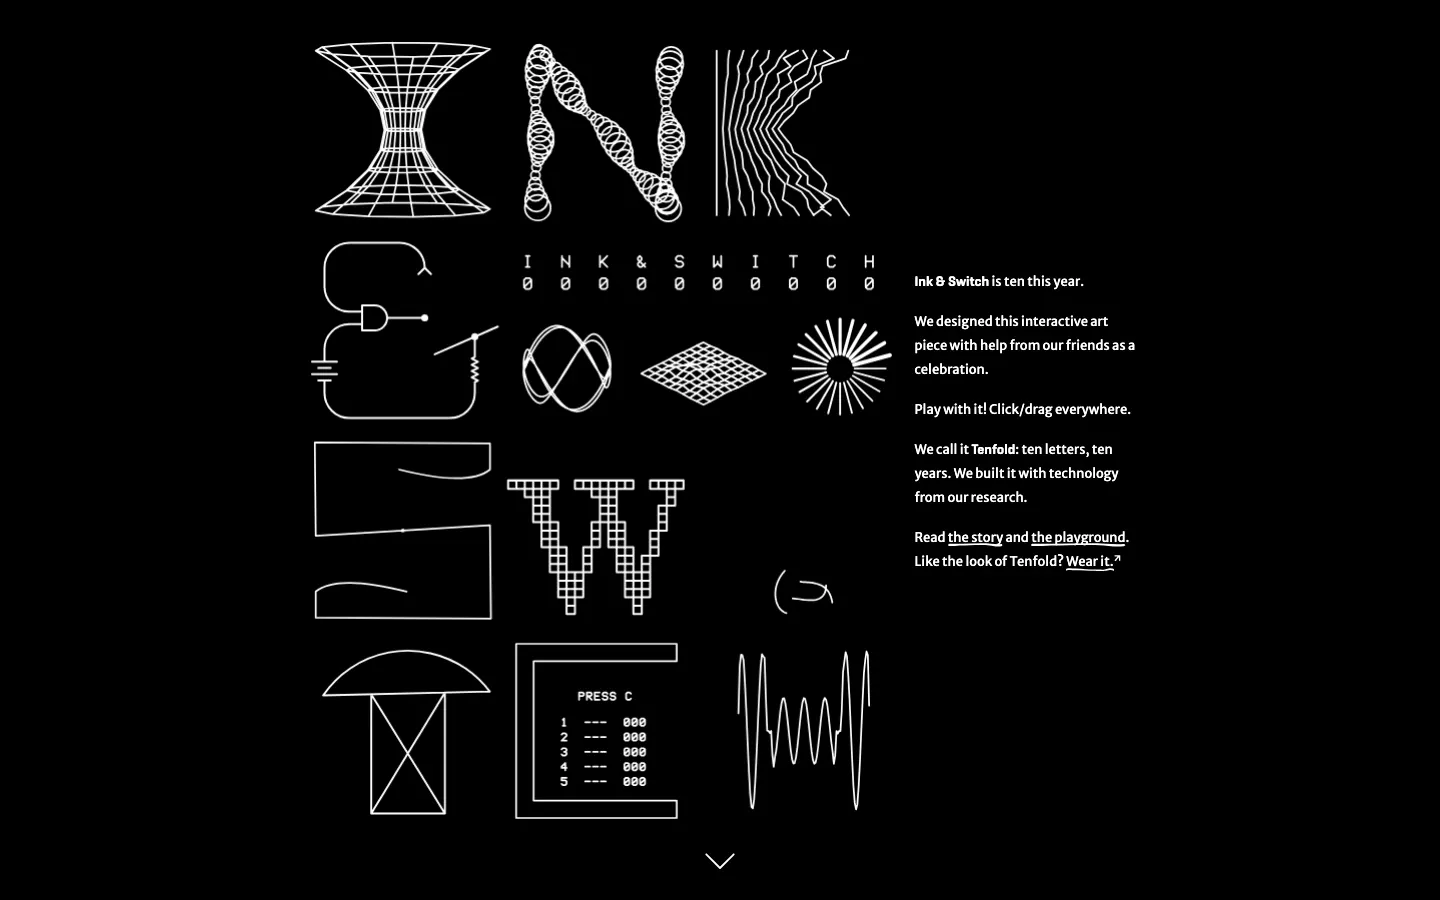 INK
I N K & S W I T C H
0 0 0 0 0 0 0 0 0 0
Ink & Switch is ten this year.
We designed this interactive art
piece with help from our friends as a
celebration.
Play with it! Click/drag everywhere.
We call it Tenfold: ten letters, ten
years. We built it with technology
from our research.
Read the story and the playground.
Like the look of Tenfold? Wear it.↗
&
S W
T C H
PRESS C
1 --- 000
2 --- 000
3 --- 000
4 --- 000
5 --- 000